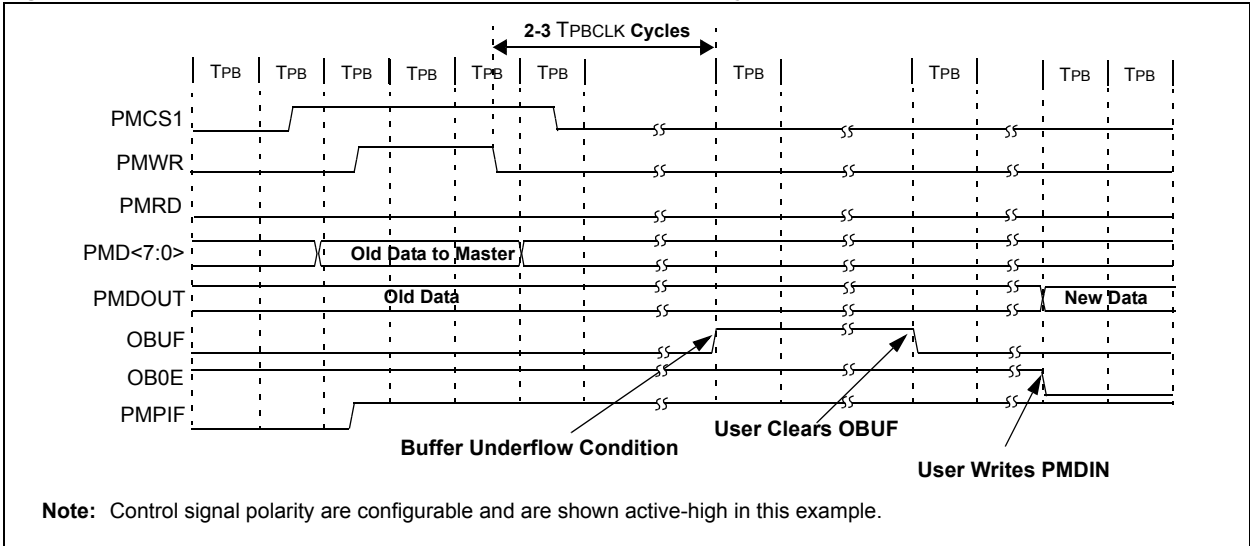 2-3 TPBCLK Cycles
TPB TPB TPB TPB TPB TPB TPB TPB TPB TPB
PMCS1
PMWR
PMRD
PMD<7:0> Old Data to Master
PMDOUT Old Data New Data
OBUF
OB0E
PMPIF
User Clears OBUF
Buffer Underflow Condition
User Writes PMDIN
Note: Control signal polarity are configurable and are shown active-high in this example.